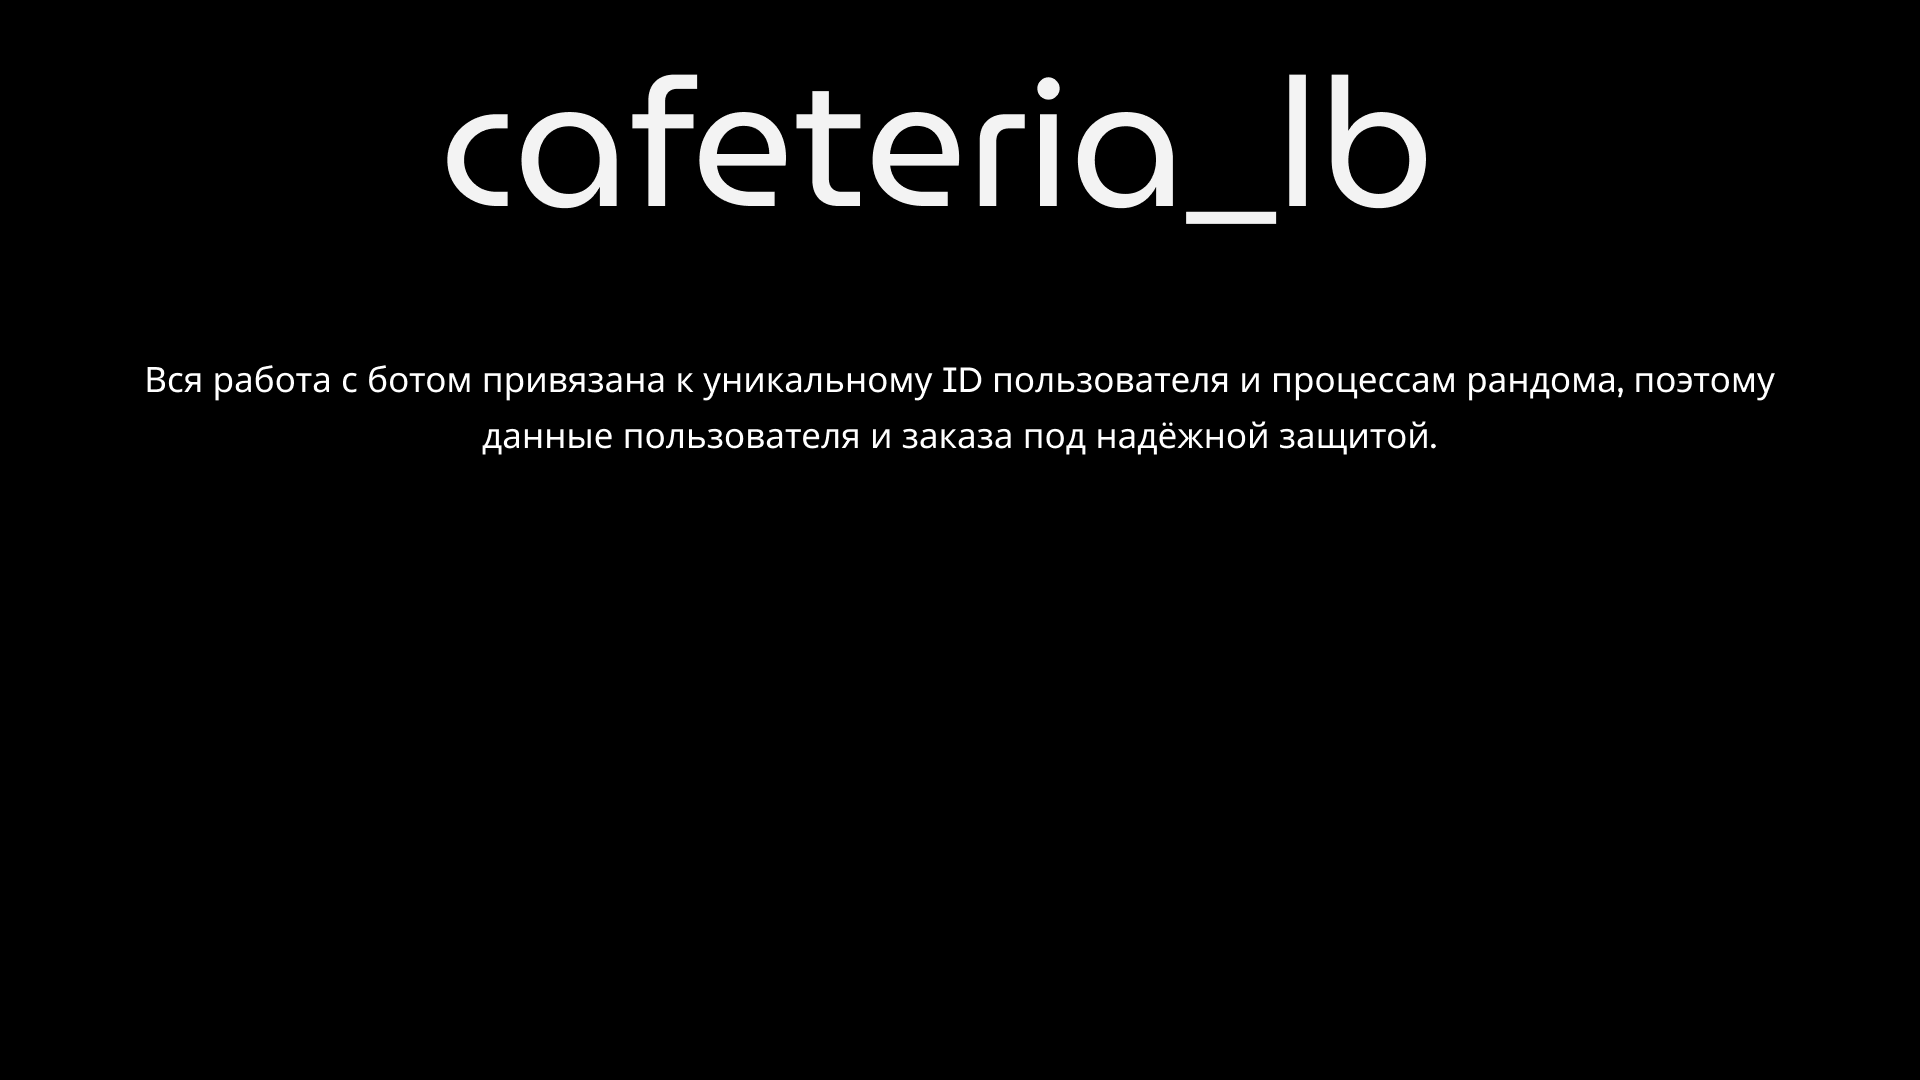 cafeteria_lb
Вся работа с ботом привязана к уникальному ID пользователя и процессам рандома, поэтому
данные пользователя и заказа под надёжной защитой.